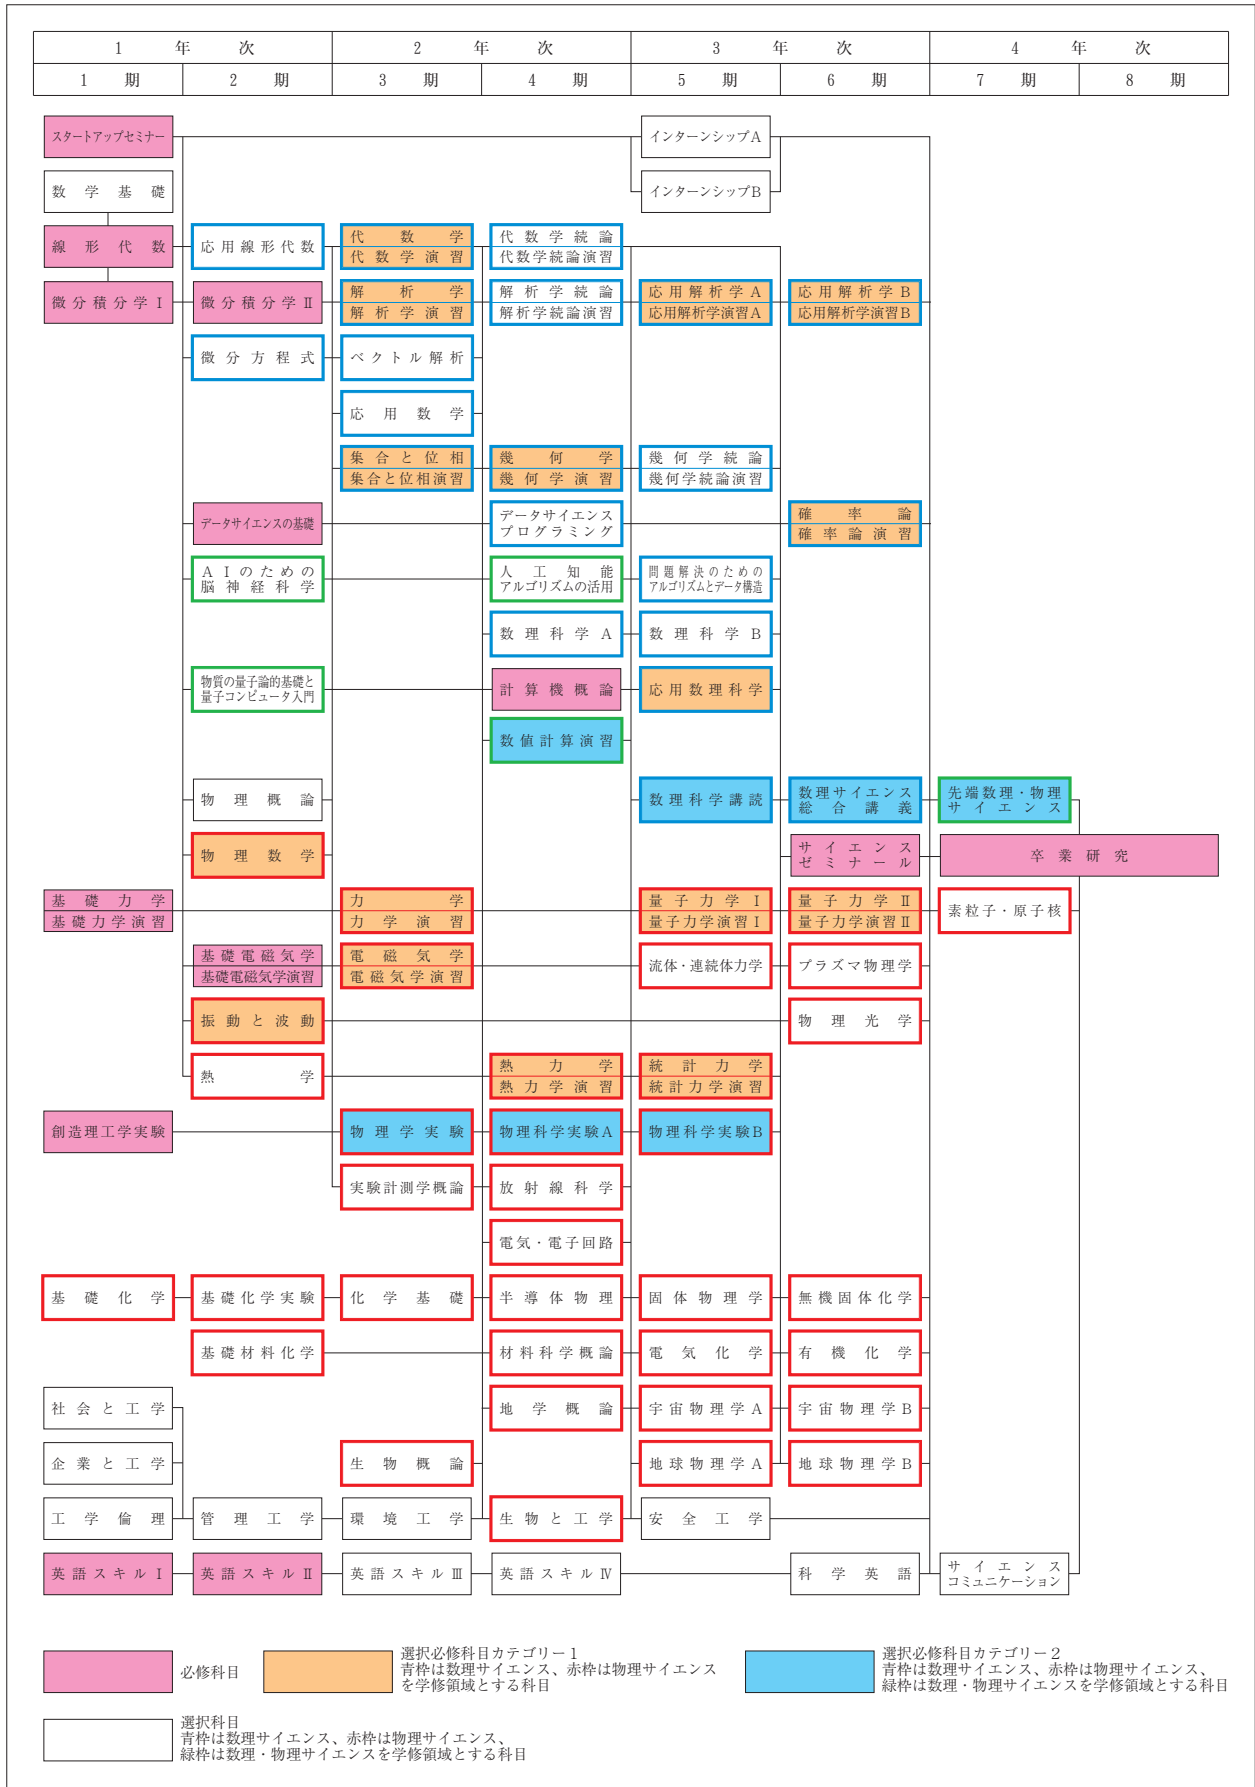 1 年 次 2 年 次 3 年 次 4 年 次
1 期 2 期 3 期 4 期 5 期 6 期 7 期 8 期
スタートアップセミナー インターンシップA
数学基礎 インターンシップB
線形代数 応用線形代数 代数学 代数学続論
代数学演習 代数学続論演習
微分積分学Ⅰ 微分積分学Ⅱ 解析学 解析学続論 応用解析学A 応用解析学B
解析学演習 解析学続論演習 応用解析学演習A 応用解析学演習B
微分方程式 ベクトル解析
応用数学
集合と位相 幾何学 幾何学続論
集合と位相演習 幾何学演習 幾何学続論演習
データサイエンスの基礎 データサイエンス 確率論
プログラミング 確率論演習
AIのための 人工知能 問題解決のための
脳神経科学 アルゴリズムの活用 アルゴリズムとデータ構造
数理科学A 数理科学B
物質の量子論的基礎と 計算機概論 応用数理科学
量子コンピュータ入門
数値計算演習
物理概論 数理科学講読 数理サイエンス 先端数理・物理
総合講義 サイエンス
物理数学 サイエンス 卒業研究
ゼミナール
基礎力学 力学 量子力学Ⅰ 量子力学Ⅱ 素粒子・原子核
基礎力学演習 力学演習 量子力学演習Ⅰ 量子力学演習Ⅱ
基礎電磁気学 電磁気学 流体・連続体力学 プラズマ物理学
基礎電磁気学演習 電磁気学演習
振動と波動 物理光学
熱学 熱力学 統計力学
熱力学演習 統計力学演習
創造理工学実験 物理学実験 物理科学実験A 物理科学実験B
実験計測学概論 放射線科学
電気・電子回路
基礎化学 基礎化学実験 化学基礎 半導体物理 固体物理学 無機固体化学
基礎材料化学 材料科学概論 電気化学 有機化学
社会と工学 地学概論 宇宙物理学A 宇宙物理学B
企業と工学 生物概論 地球物理学A 地球物理学B
工学倫理 管理工学 環境工学 生物と工学 安全工学
英語スキルⅠ 英語スキルⅡ 英語スキルⅢ 英語スキルⅣ 科学英語 サイエンス
コミュニケーション
必修科目
選択必修科目カテゴリー1
青枠は数理サイエンス、赤枠は物理サイエンス
を学修領域とする科目
選択必修科目カテゴリー2
青枠は数理サイエンス、赤枠は物理サイエンス、
緑枠は数理・物理サイエンスを学修領域とする科目
選択科目
青枠は数理サイエンス、赤枠は物理サイエンス、
緑枠は数理・物理サイエンスを学修領域とする科目